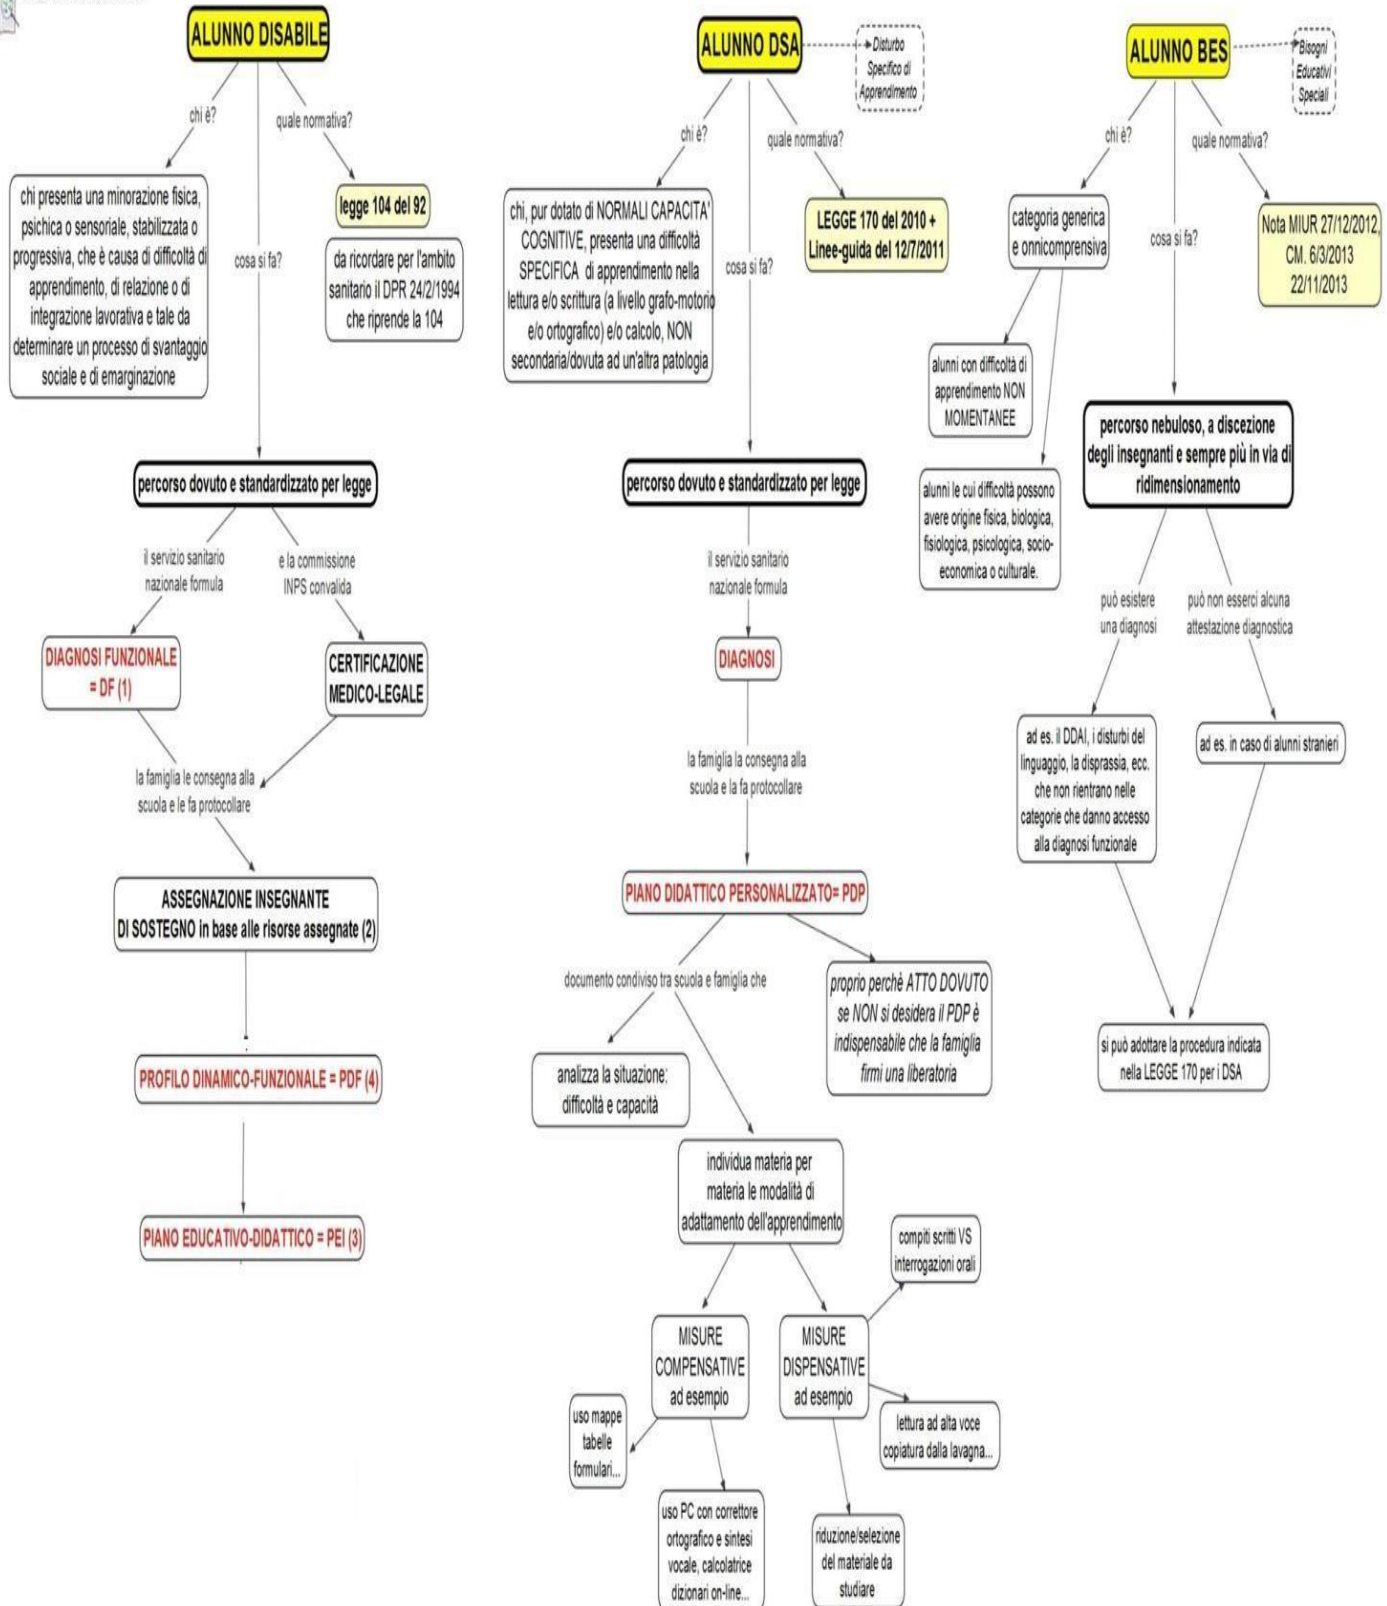 ALUNNO DISABILE
chi è?
quale normativa?
chi presenta una minorazione fisica,
psichica o sensoriale, stabilizzata o
progressiva, che è causa di difficoltà di
apprendimento, di relazione o di
integrazione lavorativa e tale da
determinare un processo di svantaggio
sociale e di emarginazione
legge 104 del 92
da ricordare per l'ambito
sanitario il DPR 24/2/1994
che riprende la 104
cosa si fa?
percorso dovuto e standardizzato per legge
il servizio sanitario
nazionale formula
e la commissione
INPS convalida
DIAGNOSI FUNZIONALE
= DF (1)
CERTIFICAZIONE
MEDICO-LEGALE
la famiglia le consegna alla
scuola e le fa protocollare
ASSEGNAZIONE INSEGNANTE
DI SOSTEGNO in base alle risorse assegnate (2)
PROFILO DINAMICO-FUNZIONALE = PDF (4)
PIANO EDUCATIVO-DIDATTICO = PEI (3)
ALUNNO DSA
Disturbo
Specifico di
Apprendimento
chi è?
quale normativa?
chi, pur dotato di NORMALI CAPACITA'
COGNITIVE, presenta una difficoltà
SPECIFICA di apprendimento nella
lettura e/o scrittura (a livello grafo-motorio
e/o ortografico) e/o calcolo, NON
secondaria/dovuta ad un'altra patologia
LEGGE 170 del 2010 +
Linee-guida del 12/7/2011
cosa si fa?
percorso dovuto e standardizzato per legge
il servizio sanitario
nazionale formula
DIAGNOSI
la famiglia la consegna alla
scuola e la fa protocollare
PIANO DIDATTICO PERSONALIZZATO= PDP
documento condiviso tra scuola e famiglia che
proprio perchè ATTO DOVUTO
se NON si desidera il PDP è
indispensabile che la famiglia
firmi una liberatoria
analizza la situazione:
difficoltà e capacità
individua materia per
materia le modalità di
adattamento dell'apprendimento
compiti scritti VS
interrogazioni orali
MISURE
COMPENSATIVE
ad esempio
MISURE
DISPENSATIVE
ad esempio
uso mappe
tabelle
formulari...
lettura ad alta voce
copiatura dalla lavagna...
uso PC con correttore
ortografico e sintesi
vocale, calcolatrice
dizionari on-line...
riduzione/selezione
del materiale da
studiare
ALUNNO BES
Bisogni
Educativi
Speciali
chi è?
quale normativa?
categoria generica
e onnicomprensiva
cosa si fa?
Nota MIUR 27/12/2012,
CM. 6/3/2013
22/11/2013
alunni con difficoltà di
apprendimento NON
MOMENTANEE
alunni le cui difficoltà possono
avere origine fisica, biologica,
fisiologica, psicologica, socio-
economica o culturale.
percorso nebuloso, a discezione
degli insegnanti e sempre più in via di
ridimensionamento
può esistere
una diagnosi
può non esserci alcuna
attestazione diagnostica
ad es. il DDAI, i disturbi del
linguaggio, la disprassia, ecc.
che non rientrano nelle
categorie che danno accesso
alla diagnosi funzionale
ad es. in caso di alunni stranieri
si può adottare la procedura indicata
nella LEGGE 170 per i DSA